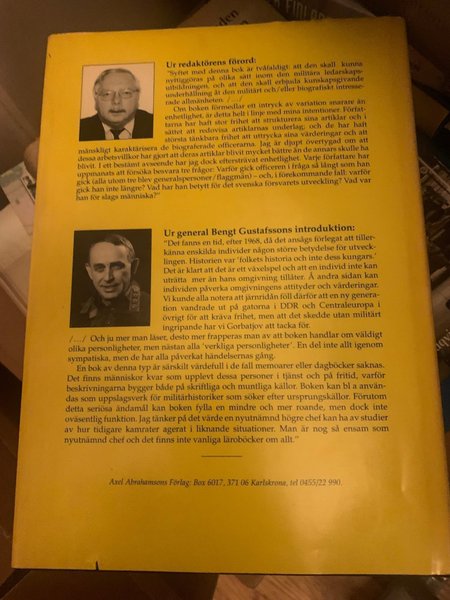 Ur redaktörens förord:
"Syftet med denna bok är tvåfaldigt: att den skall kunna
nyttiggöras på olika sätt inom den militära ledarskaps-
utbildningen, och att den skall erbjuda kunskapsgivande
underhållning åt den militärt och/eller biografiskt intresse-
rade allmänheten. /…/
Om boken förmedlar ett intryck av variation snarare än
enhetlighet, är detta helt i linje med mina intentioner. Förfat-
tarna har haft stor frihet att strukturera sina artiklar och i
sättet att redovisa artiklarnas underlag; och de har haft
största tänkbara frihet att uttrycka sina värderingar och att
mänskligt karaktärisera de biograferade officerarna. Jag är djupt övertygad om att
dessa arbetsvillkor har gjort att deras artiklar blivit mycket bättre än de annars skulle ha
blivit. I ett bestämt avseende har jag dock eftersträvat enhetlighet. Varje författare har
uppmanats att försöka besvara tre frågor: Varför gick officeren i fråga så långt som han
gick (alla utom tre blev generalspersoner/flaggmän) – och, i förekommande fall: varför
gick han inte längre? Vad har han betytt för det svenska försvarets utveckling? Vad var
han för slags människa?"
Ur general Bengt Gustafssons introduktion:
"Det fanns en tid, efter 1968, då det ansågs förlegat att tiller-
känna enskilda individer någon större betydelse för utveck-
lingen. Historien var 'folkets historia och inte dess kungars.'
Det är klart att det är ett växelspel och att en individ inte kan
uträtta mer än hans omgivning tillåter. Å andra sidan kan
individen påverka omgivningens attityder och värderingar.
Vi kunde alla notera att järnridån föll därför att en ny gene-
ration vandrade ut på gatorna i DDR och Centraleuropa i
övrigt för att kräva frihet, men att det skedde utan militärt
ingripande har vi Gorbatjov att tacka för.
/…/ Och ju mer man läser, desto mer frapperas man av att boken handlar om väldigt
olika personligheter, men nästan alla 'verkliga personligheter'. En del inte allt igenom
sympatiska, men de har alla påverkat händelsernas gång.
En bok av denna typ är särskilt värdefull i de fall memoarer eller dagböcker saknas.
Det finns människor kvar som upplevt dessa personer i tjänst och på fritid, varför
beskrivningarna bygger både på skriftliga och muntliga källor. Boken kan bl a använ-
das som uppslagsverk för militärhistoriker som söker efter ursprungskällor. Förutom
detta seriösa ändamål kan boken fylla en mindre och mer roande, men dock inte
oväsentlig funktion. Jag tänker på det värde en nyutnämnd högre chef kan ha av studier
av hur tidigare kamrater agerat i liknande situationer. Man är nog så ensam som
nyutnämnd chef och det finns inte vanliga läroböcker om allt."
Axel Abrahamsons Förlag: Box 6017, 371 06 Karlskrona, tel 0455/22 990.